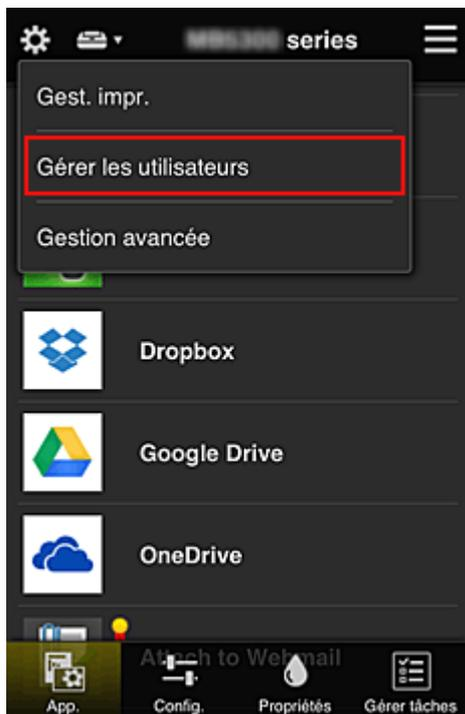 series
Gest. impr.
Gérer les utilisateurs
Gestion avancée
Dropbox
Google Drive
OneDrive
Attach to Webmail
App. Config. Propriétés Gérer tâches